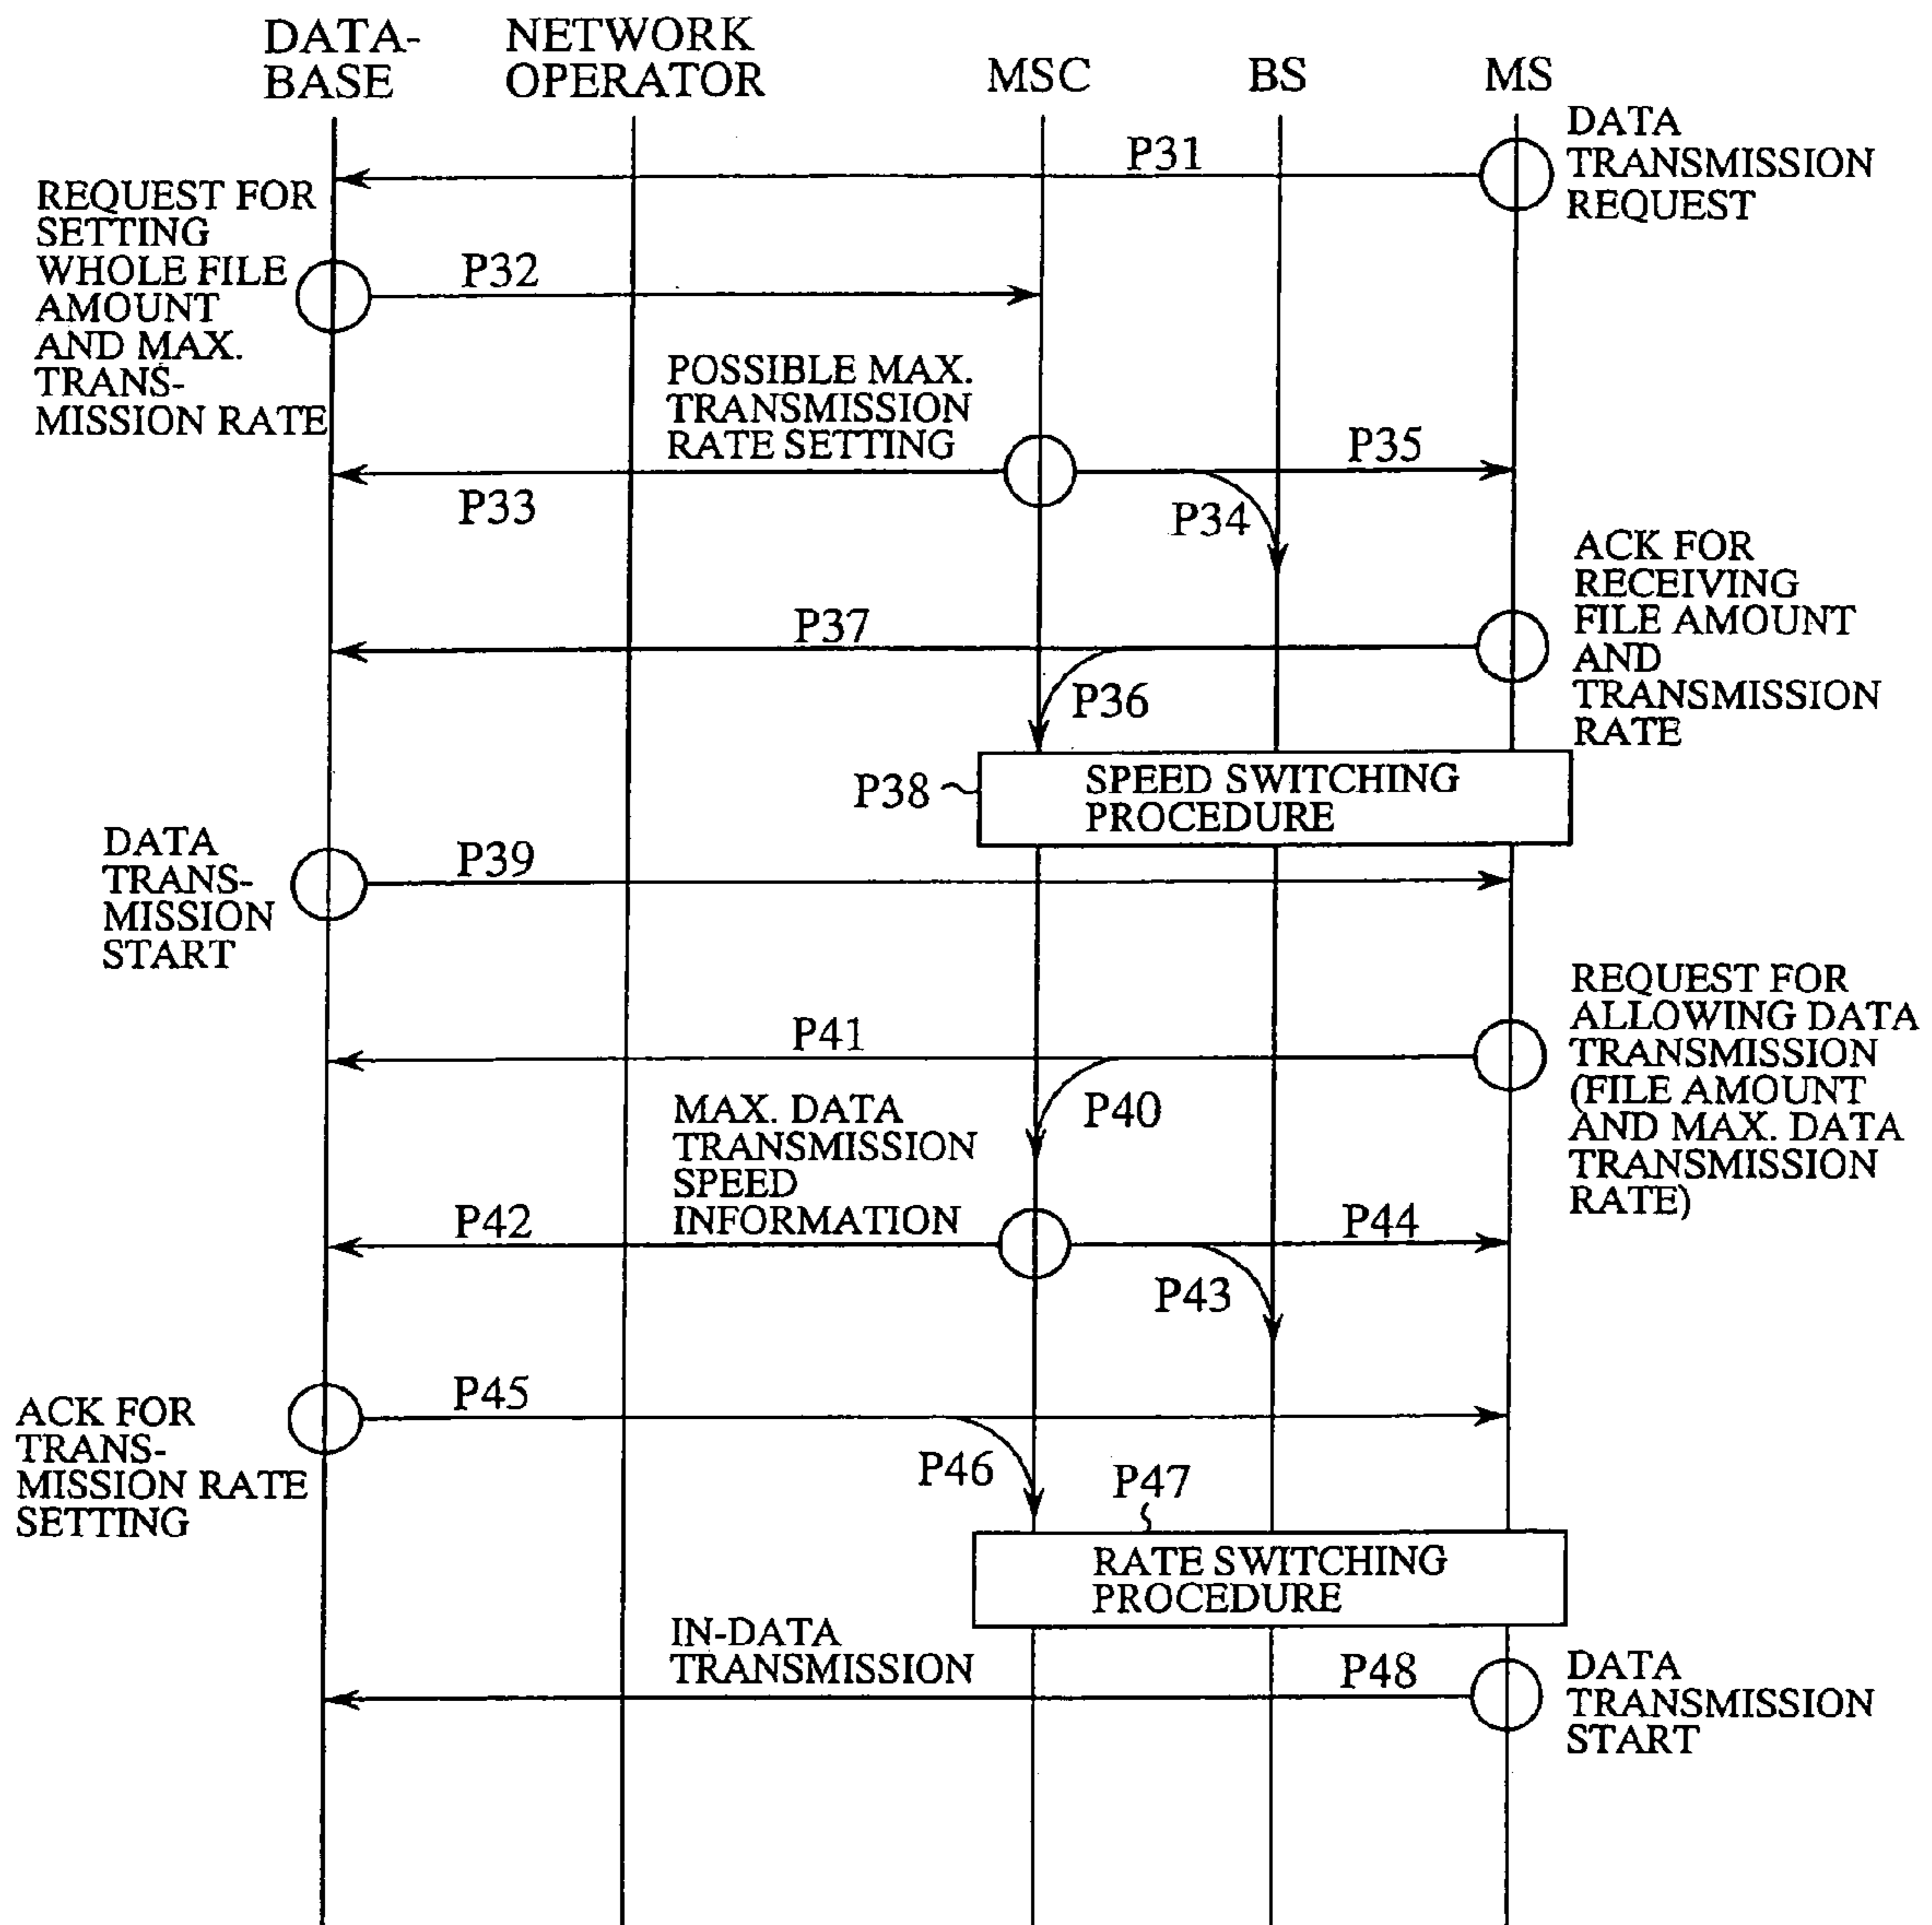 DATA-
BASE
NETWORK
OPERATOR
MSC
BS
MS
P31
DATA
TRANSMISSION
REQUEST
REQUEST FOR
SETTING
WHOLE FILE
AMOUNT
AND MAX.
TRANS-
MISSION RATE
P32
POSSIBLE MAX.
TRANSMISSION
RATE SETTING
P35
P33
P34
ACK FOR
RECEIVING
FILE AMOUNT
AND
TRANSMISSION
RATE
P37
P36
P38
SPEED SWITCHING
PROCEDURE
DATA
TRANS-
MISSION
START
P39
REQUEST FOR
ALLOWING DATA
TRANSMISSION
(FILE AMOUNT
AND MAX. DATA
TRANSMISSION
RATE)
P41
P40
MAX. DATA
TRANSMISSION
SPEED
INFORMATION
P42
P44
P43
ACK FOR
TRANS-
MISSION RATE
SETTING
P45
P46
P47
RATE SWITCHING
PROCEDURE
IN-DATA
TRANSMISSION
P48
DATA
TRANSMISSION
START